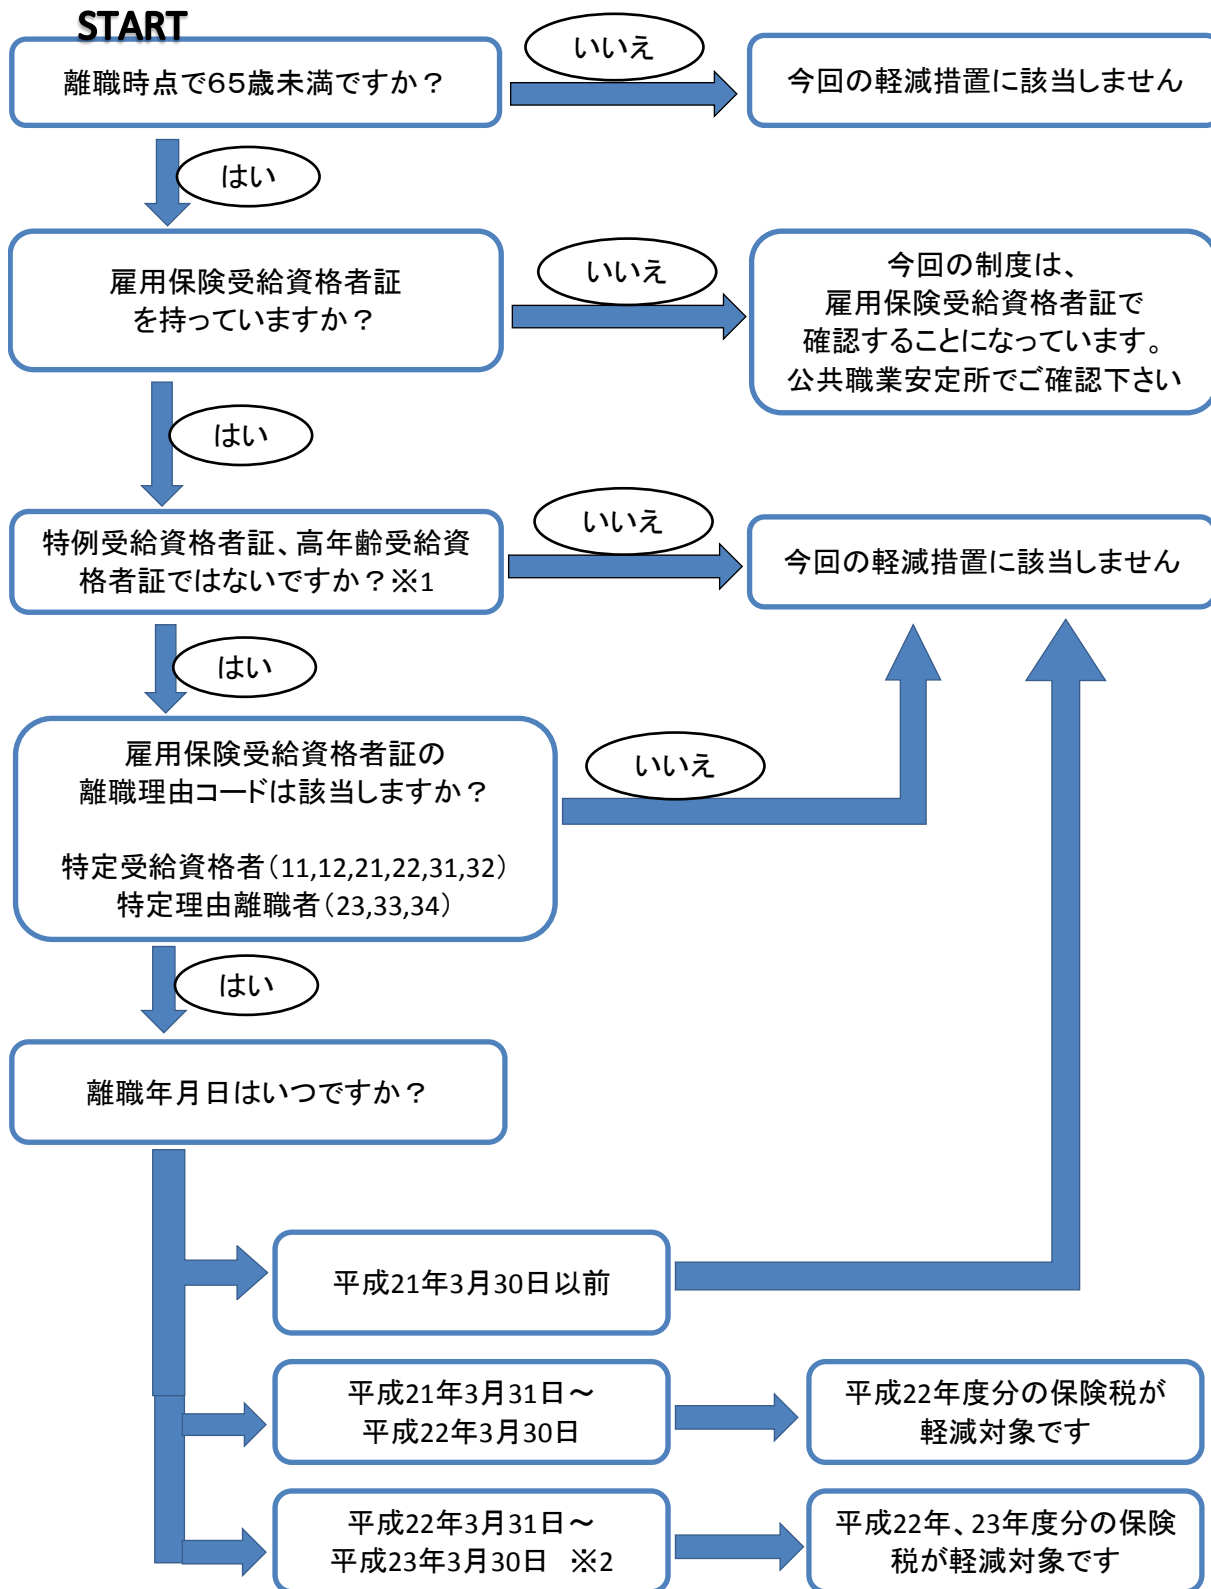 START
離職時点で65歳未満ですか？
いいえ
今回の軽減措置に該当しません
はい
雇用保険受給資格者証
を持っていますか？
いいえ
今回の制度は、
雇用保険受給資格者証で
確認することになっています。
公共職業安定所でご確認下さい
はい
特例受給資格者証、高年齢受給資
格者証ではないですか？※1
いいえ
今回の軽減措置に該当しません
はい
雇用保険受給資格者証の
離職理由コードは該当しますか？
特定受給資格者（11,12,21,22,31,32）
特定理由離職者（23,33,34）
いいえ
はい
離職年月日はいつですか？
平成21年3月30日以前
平成21年3月31日～
平成22年3月30日
平成22年度分の保険税が
軽減対象です
平成22年3月31日～
平成23年3月30日　※2
平成22年、23年度分の保険
税が軽減対象です